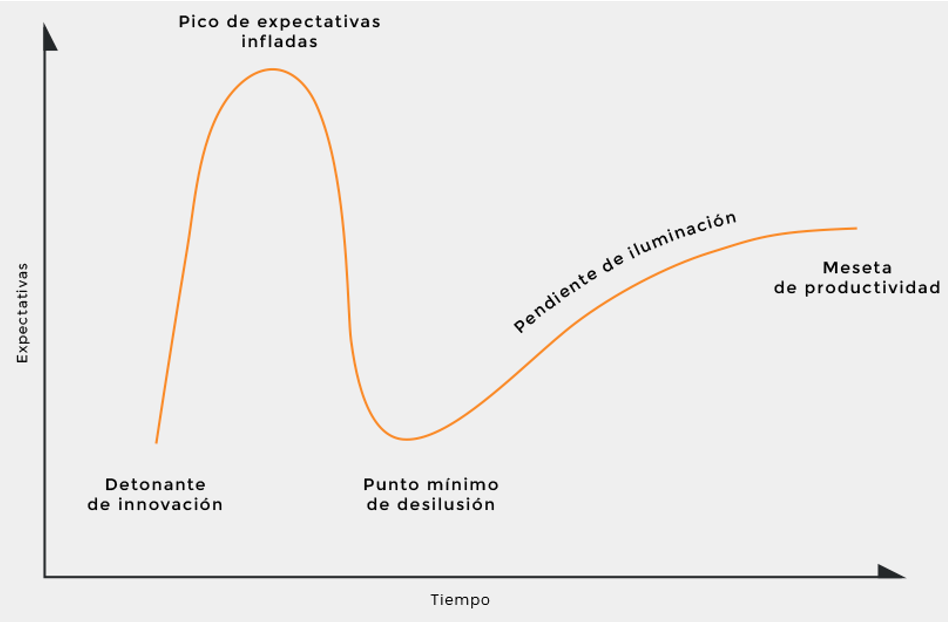 Pico de expectativas
infladas
Expectativas
Pendiente de iluminación
Meseta
de productividad
Detonante
de innovación
Punto mínimo
de desilusión
Tiempo